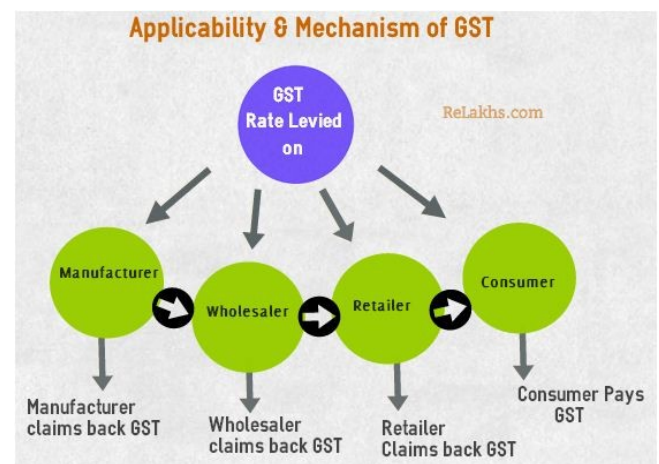 Applicability & Mechanism of GST
GST
Rate Levied
on
ReLakhs.com
Manufacturer
Wholesaler
Retailer
Consumer
Manufacturer
claims back GST
Wholesaler
claims back GST
Retailer
Claims back GST
Consumer Pays
GST